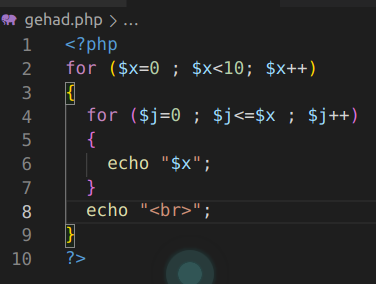 gehad.php > ...
1 <?php
2 for ($x=0 ; $x<10; $x++)
3 {
4 for ($j=0 ; $j<=$x ; $j++)
5 {
6 echo "$x";
7 }
8 echo "<br>";
9 }
10 ?>